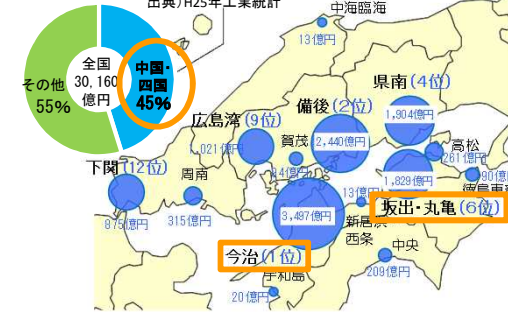 出典)H25年工業統計
中海臨海
13億円
全国
30,160
億円
中国・
四国
45%
その他
55%
県南(4位)
1,904億円
備後(2位)
2,440億円
広島湾(9位)
1,021億円
賀茂
高松
261億円
下関(12位)
875億円
周南
315億円
1,829億円
90億円
13億円
坂出・丸亀(6位)
3,497億円
新居浜
西条
今治(1位)
中央
209億円
宇和島
20億円